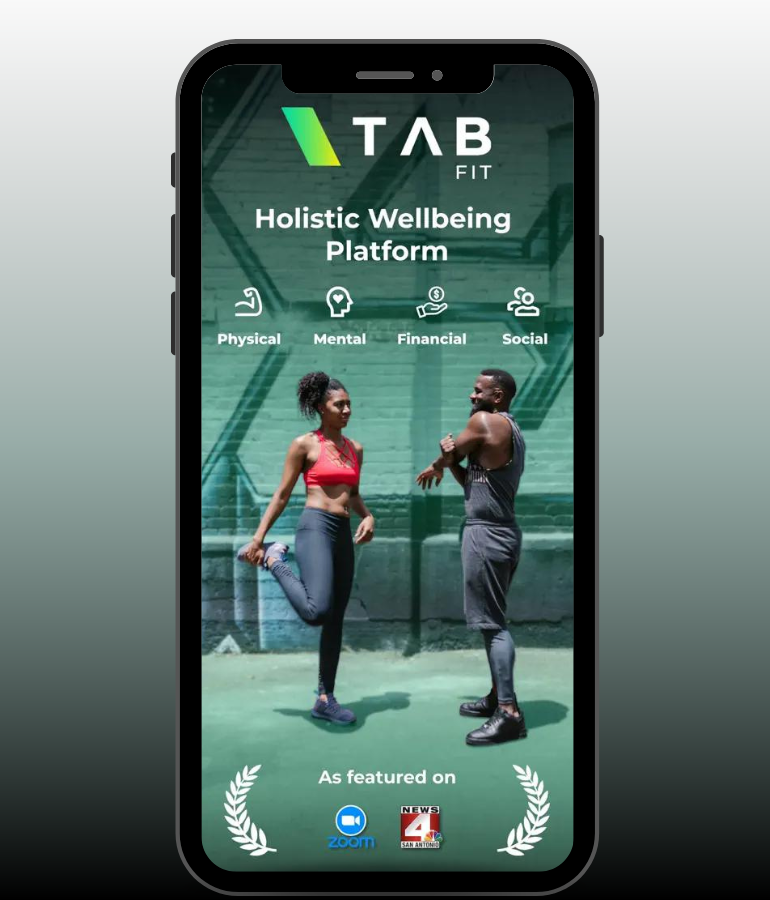 TAB
FIT
Holistic Wellbeing
Platform
Physical Mental Financial Social
$
As featured on
zoom
NEWS
4
SAN ANTONIO